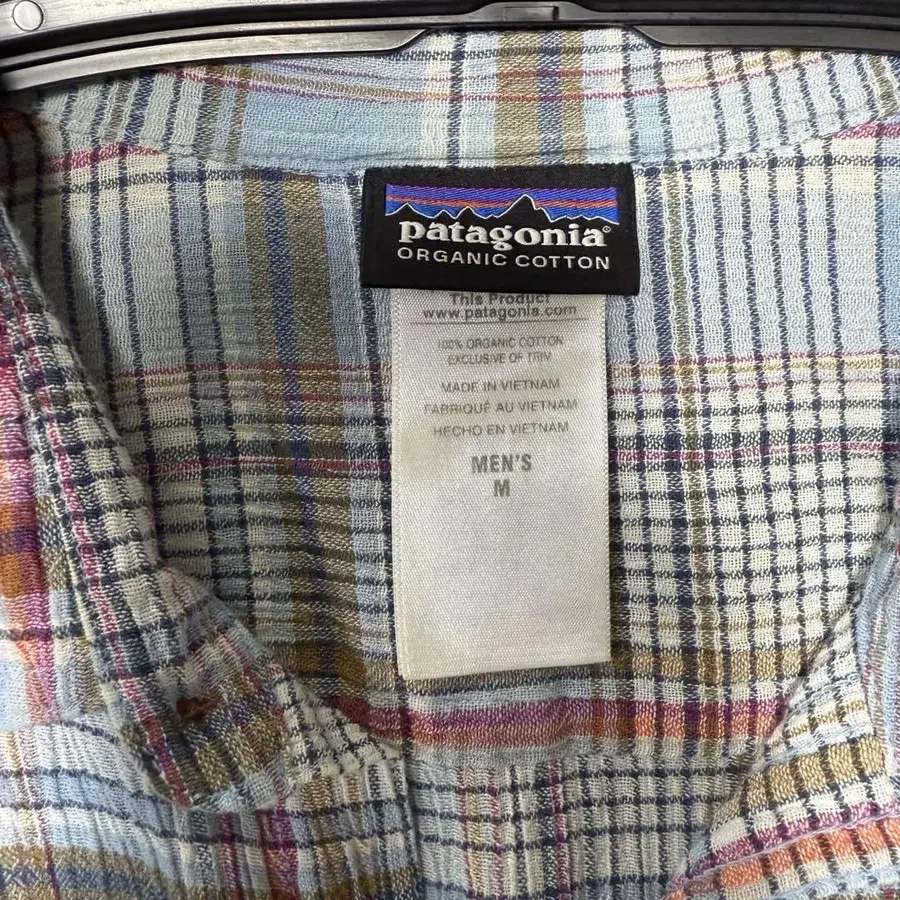 patagonia®
ORGANIC COTTON
This Product
www.patagonia.com
100% ORGANIC COTTON
EXCLUSIVE OF TRIM
MADE IN VIETNAM
FABRIQUÉ AU VIETNAM
HECHO EN VIETNAM
MEN'S
M